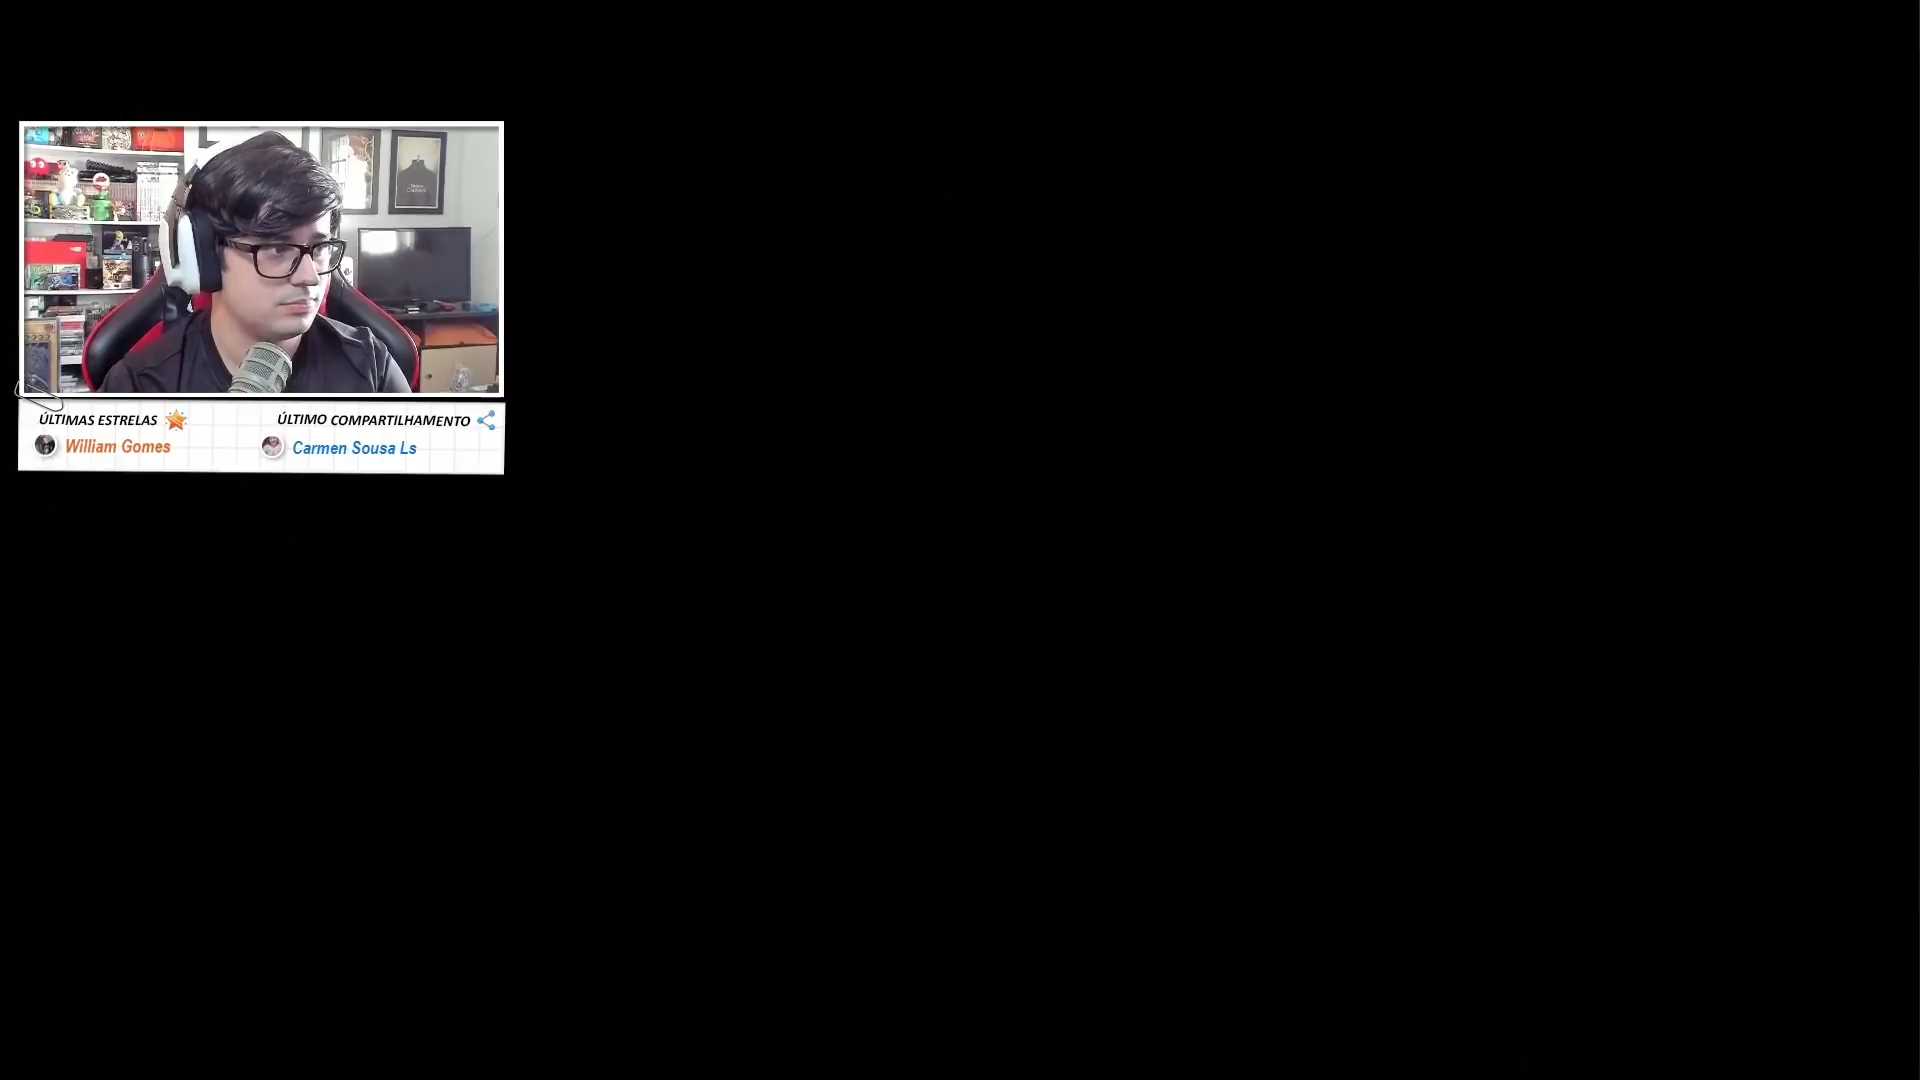 ÚLTIMAS ESTRELAS
ÚLTIMO COMPARTILHAMENTO
William Gomes
Carmen Sousa Ls